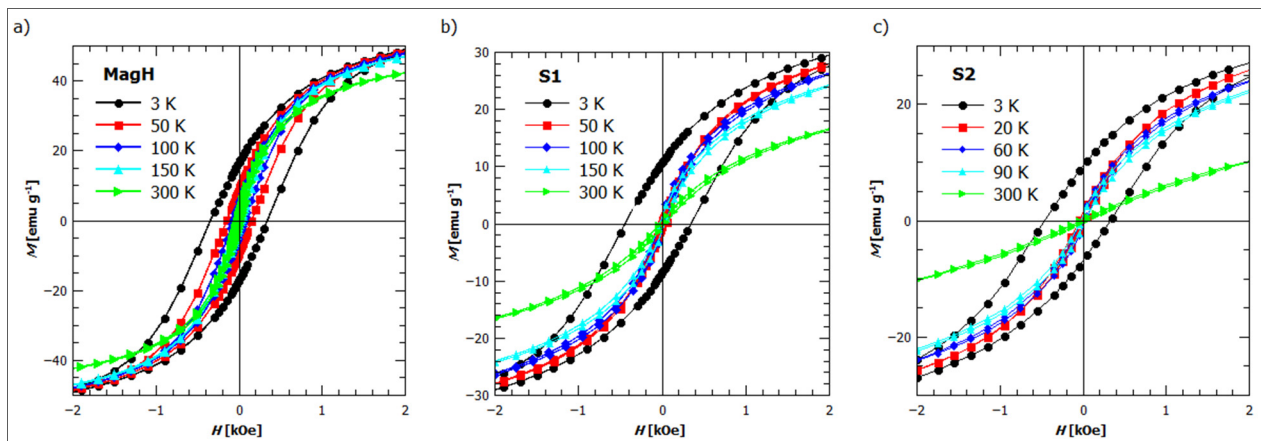 a)
MagH
3 K
50 K
100 K
150 K
300 K
40
20
0
−20
−40
−2
−1
0
1
2
M [emu g⁻¹]
H [kOe]
b)
S1
3 K
50 K
100 K
150 K
300 K
30
20
10
0
−10
−20
−30
−2
−1
0
1
2
M [emu g⁻¹]
H [kOe]
c)
S2
3 K
20 K
60 K
90 K
300 K
20
0
−20
−2
−1
0
1
2
M [emu g⁻¹]
H [kOe]